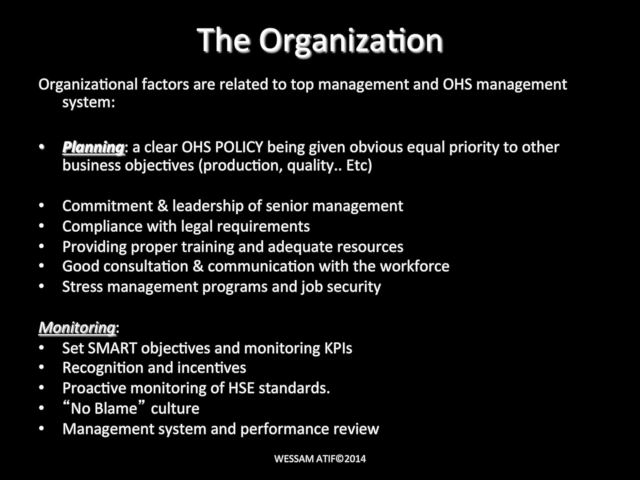 The Organization
Organizational factors are related to top management and OHS management
system:
• Planning: a clear OHS POLICY being given obvious equal priority to other
business objectives (production, quality.. Etc)
• Commitment & leadership of senior management
• Compliance with legal requirements
• Providing proper training and adequate resources
• Good consultation & communication with the workforce
• Stress management programs and job security
Monitoring:
• Set SMART objectives and monitoring KPIs
• Recognition and incentives
• Proactive monitoring of HSE standards.
• “No Blame” culture
• Management system and performance review
WESSAM ATIF©2014